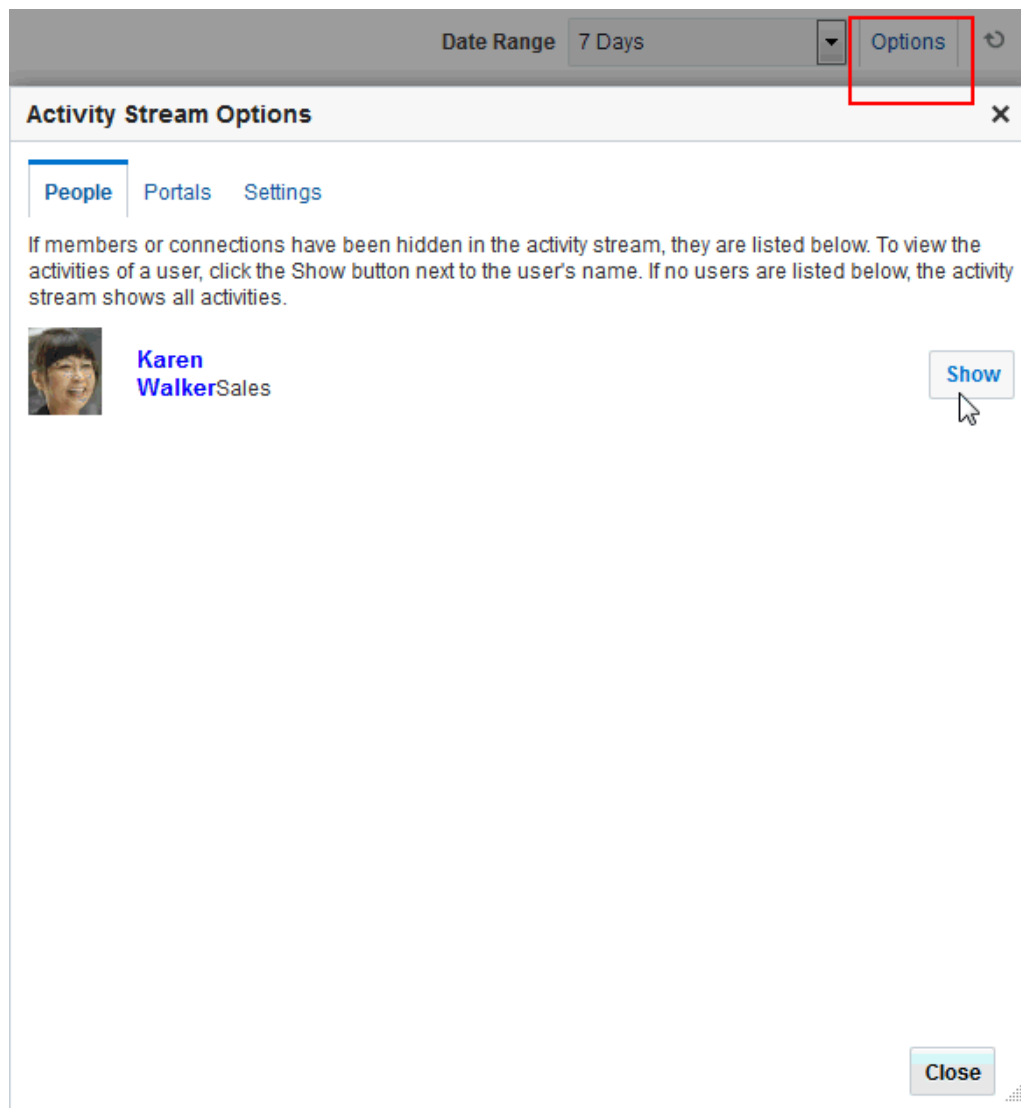 Date Range 7 Days Options
Activity Stream Options
People Portals Settings
If members or connections have been hidden in the activity stream, they are listed below. To view the
activities of a user, click the Show button next to the user's name. If no users are listed below, the activity
stream shows all activities.
Karen
WalkerSales
Show
Close